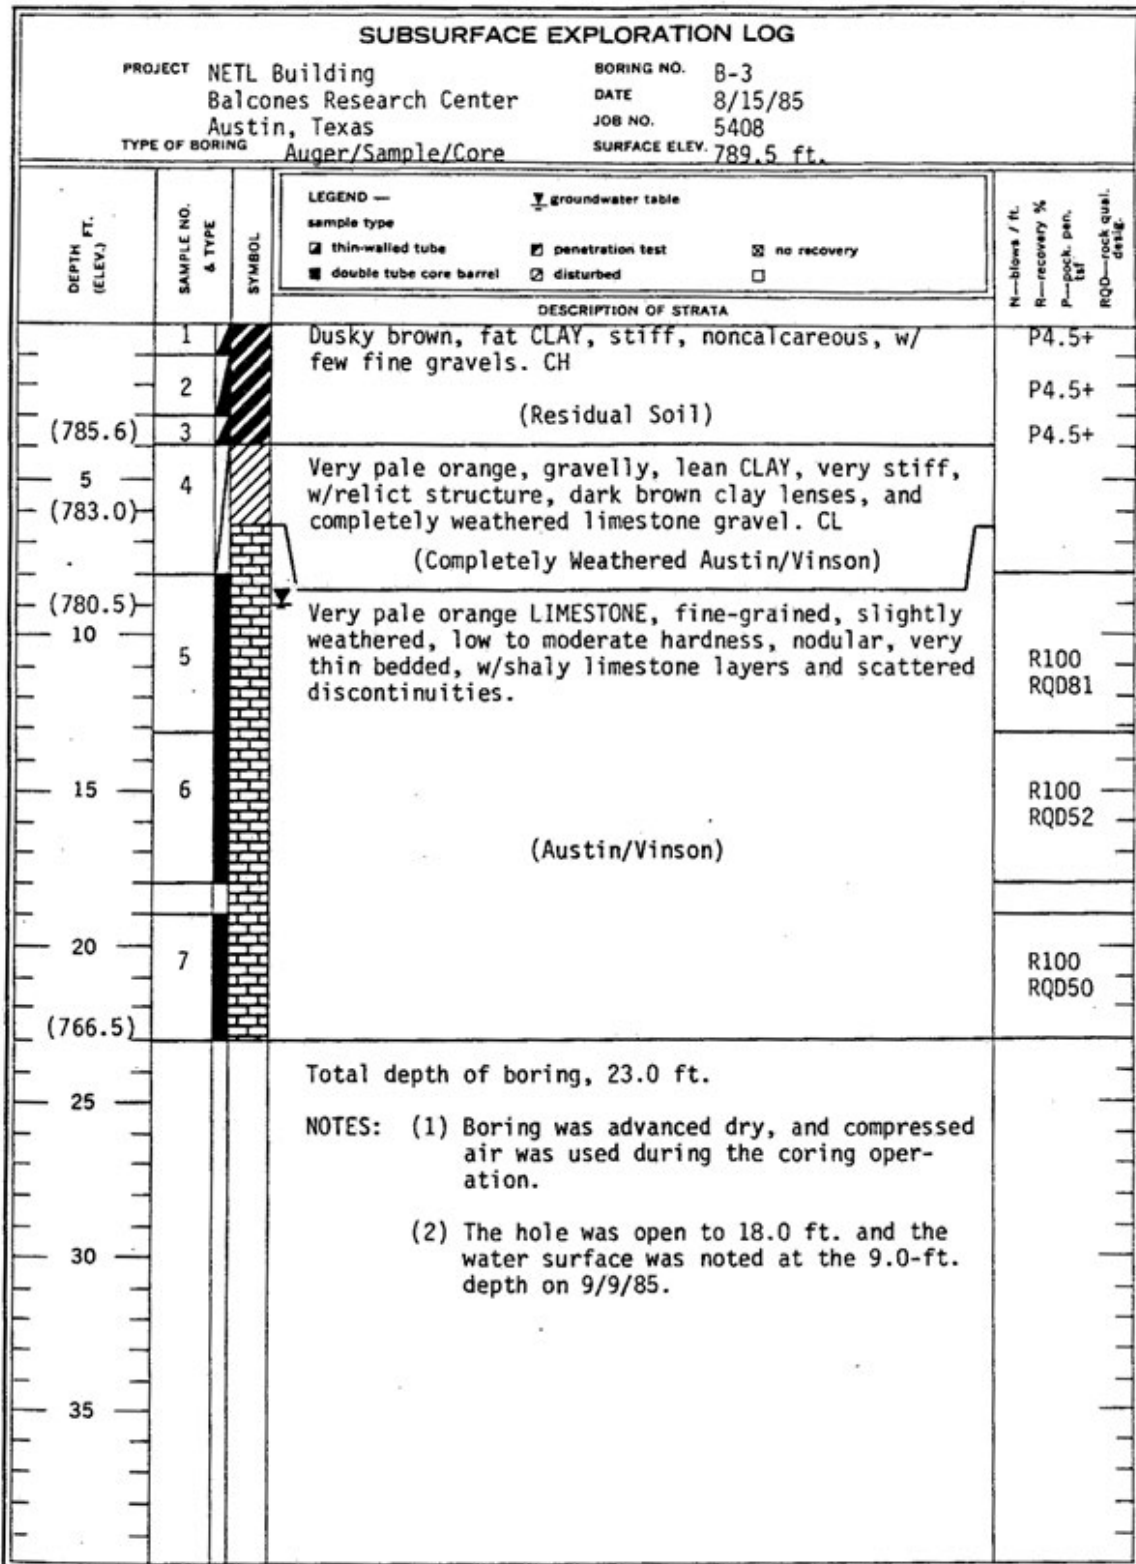 SUBSURFACE EXPLORATION LOG
PROJECT NETL Building
Balcones Research Center
Austin, Texas
TYPE OF BORING Auger/Sample/Core
BORING NO. B-3
DATE 8/15/85
JOB NO. 5408
SURFACE ELEV. 789.5 ft.
DEPTH FT.
(ELEV.)
SAMPLE NO.
& TYPE
SYMBOL
LEGEND — groundwater table
sample type
thin-walled tube penetration test no recovery
double tube core barrel disturbed
DESCRIPTION OF STRATA
N—blows / ft.
R—recovery %
P—pock. pen.
tsf
RQD—rock qual.
desig.
1 Dusky brown, fat CLAY, stiff, noncalcareous, w/ P4.5+
few fine gravels. CH
2 P4.5+
(Residual Soil)
(785.6) 3 P4.5+
Very pale orange, gravelly, lean CLAY, very stiff,
5 4 w/relict structure, dark brown clay lenses, and
(783.0) completely weathered limestone gravel. CL
(Completely Weathered Austin/Vinson)
(780.5) Very pale orange LIMESTONE, fine-grained, slightly
10 weathered, low to moderate hardness, nodular, very
5 thin bedded, w/shaly limestone layers and scattered R100
discontinuities. RQD81
15 6 R100
RQD52
(Austin/Vinson)
20 7 R100
RQD50
(766.5)
Total depth of boring, 23.0 ft.
25
NOTES: (1) Boring was advanced dry, and compressed
air was used during the coring oper-
ation.
(2) The hole was open to 18.0 ft. and the
30 water surface was noted at the 9.0-ft.
depth on 9/9/85.
35